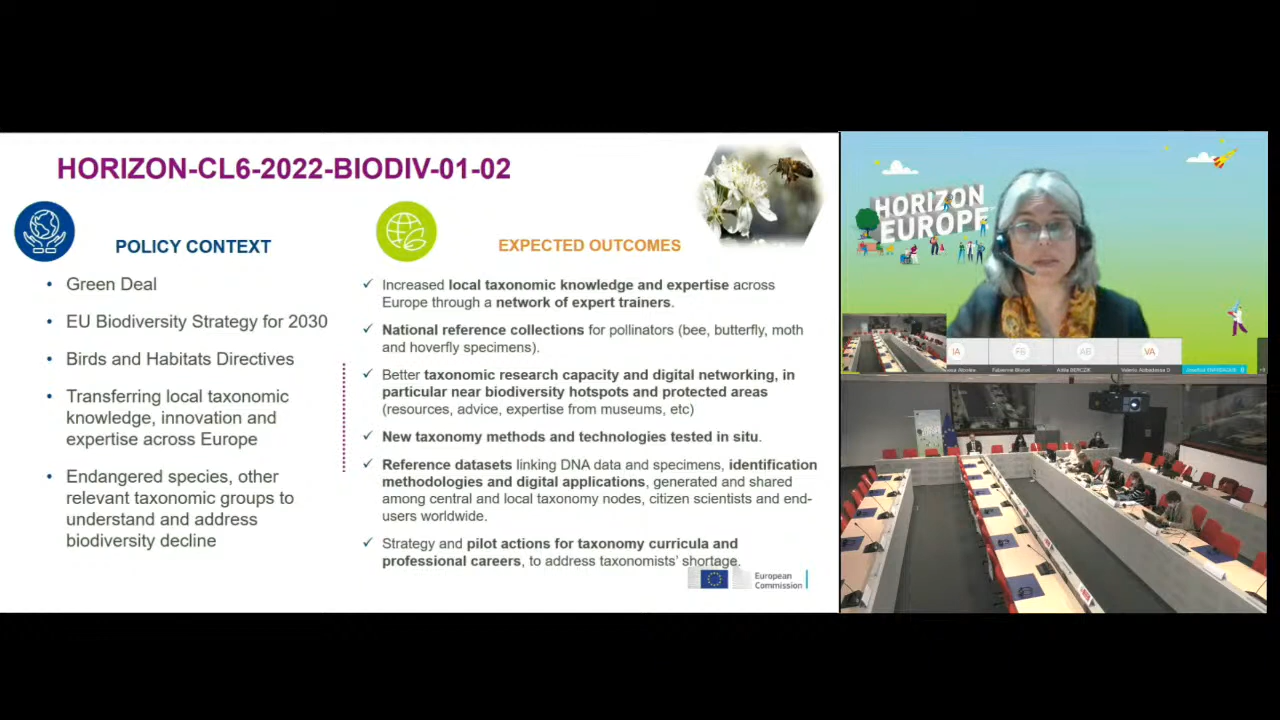 HORIZON-CL6-2022-BIODIV-01-02
POLICY CONTEXT
• Green Deal
• EU Biodiversity Strategy for 2030
• Birds and Habitats Directives
• Transferring local taxonomic
knowledge, innovation and
expertise across Europe
• Endangered species, other
relevant taxonomic groups to
understand and address
biodiversity decline
EXPECTED OUTCOMES
✓ Increased local taxonomic knowledge and expertise across
Europe through a network of expert trainers.
✓ National reference collections for pollinators (bee, butterfly, moth
and hoverfly specimens).
✓ Better taxonomic research capacity and digital networking, in
particular near biodiversity hotspots and protected areas
(resources, advice, expertise from museums, etc)
✓ New taxonomy methods and technologies tested in situ.
✓ Reference datasets linking DNA data and specimens, identification
methodologies and digital applications, generated and shared
among central and local taxonomy nodes, citizen scientists and end-
users worldwide.
✓ Strategy and pilot actions for taxonomy curricula and
professional careers, to address taxonomists' shortage.
European
Commission
HORIZON
EUROPE
IA
FB
AB
VA